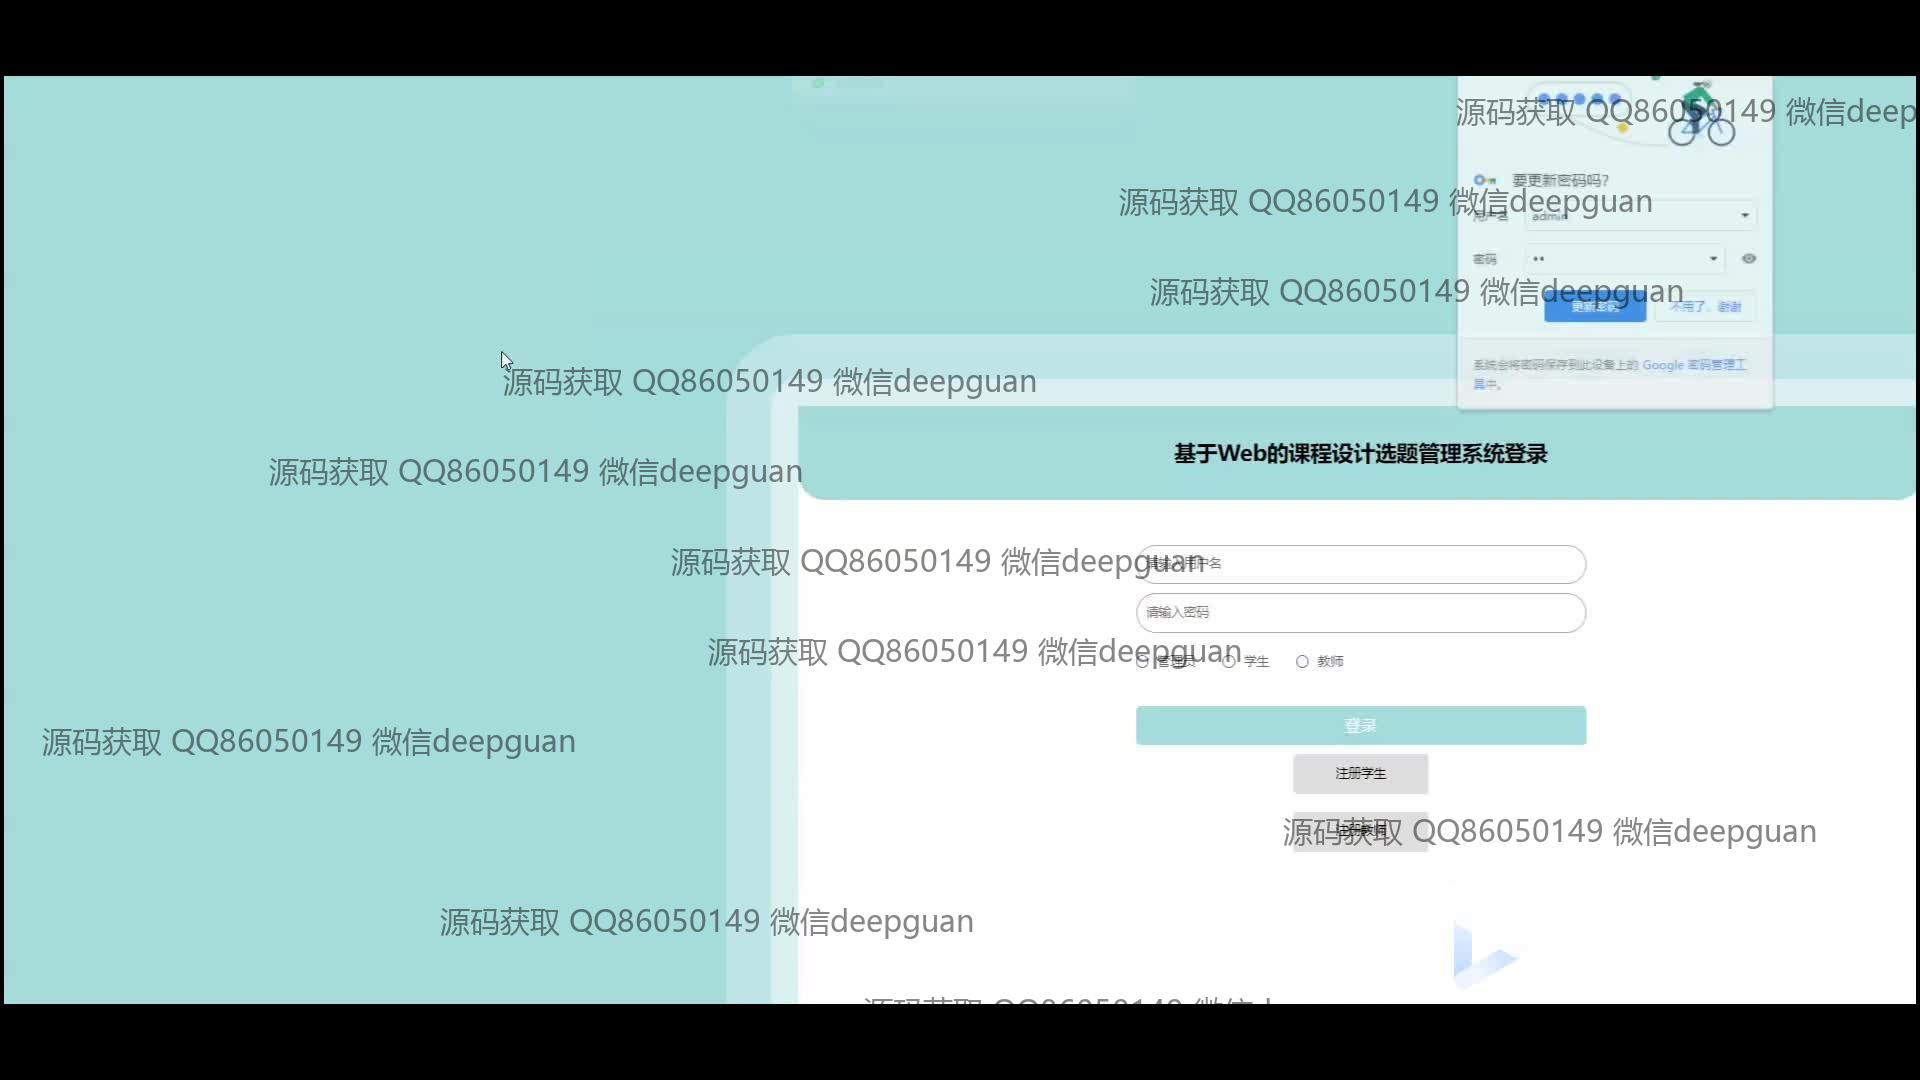 源码获取 QQ86050149 微信deep
要更新密码吗?
源码获取 QQ86050149 微信deepguan
用户名 admin
密码 ••
源码获取 QQ86050149 微信deepguan
更新密码 不用了，谢谢
系统会将密码保存到此设备上的 Google 密码管理工
具中。
源码获取 QQ86050149 微信deepguan
基于Web的课程设计选题管理系统登录
源码获取 QQ86050149 微信deepguan
源码获取 QQ86050149 微信deepguan
请输入用户名
请输入密码
源码获取 QQ86050149 微信deepguan
管理员 学生 教师
登录
源码获取 QQ86050149 微信deepguan
注册学生
注册教师
源码获取 QQ86050149 微信deepguan
源码获取 QQ86050149 微信deepguan
源码获取 QQ86050149 微信d